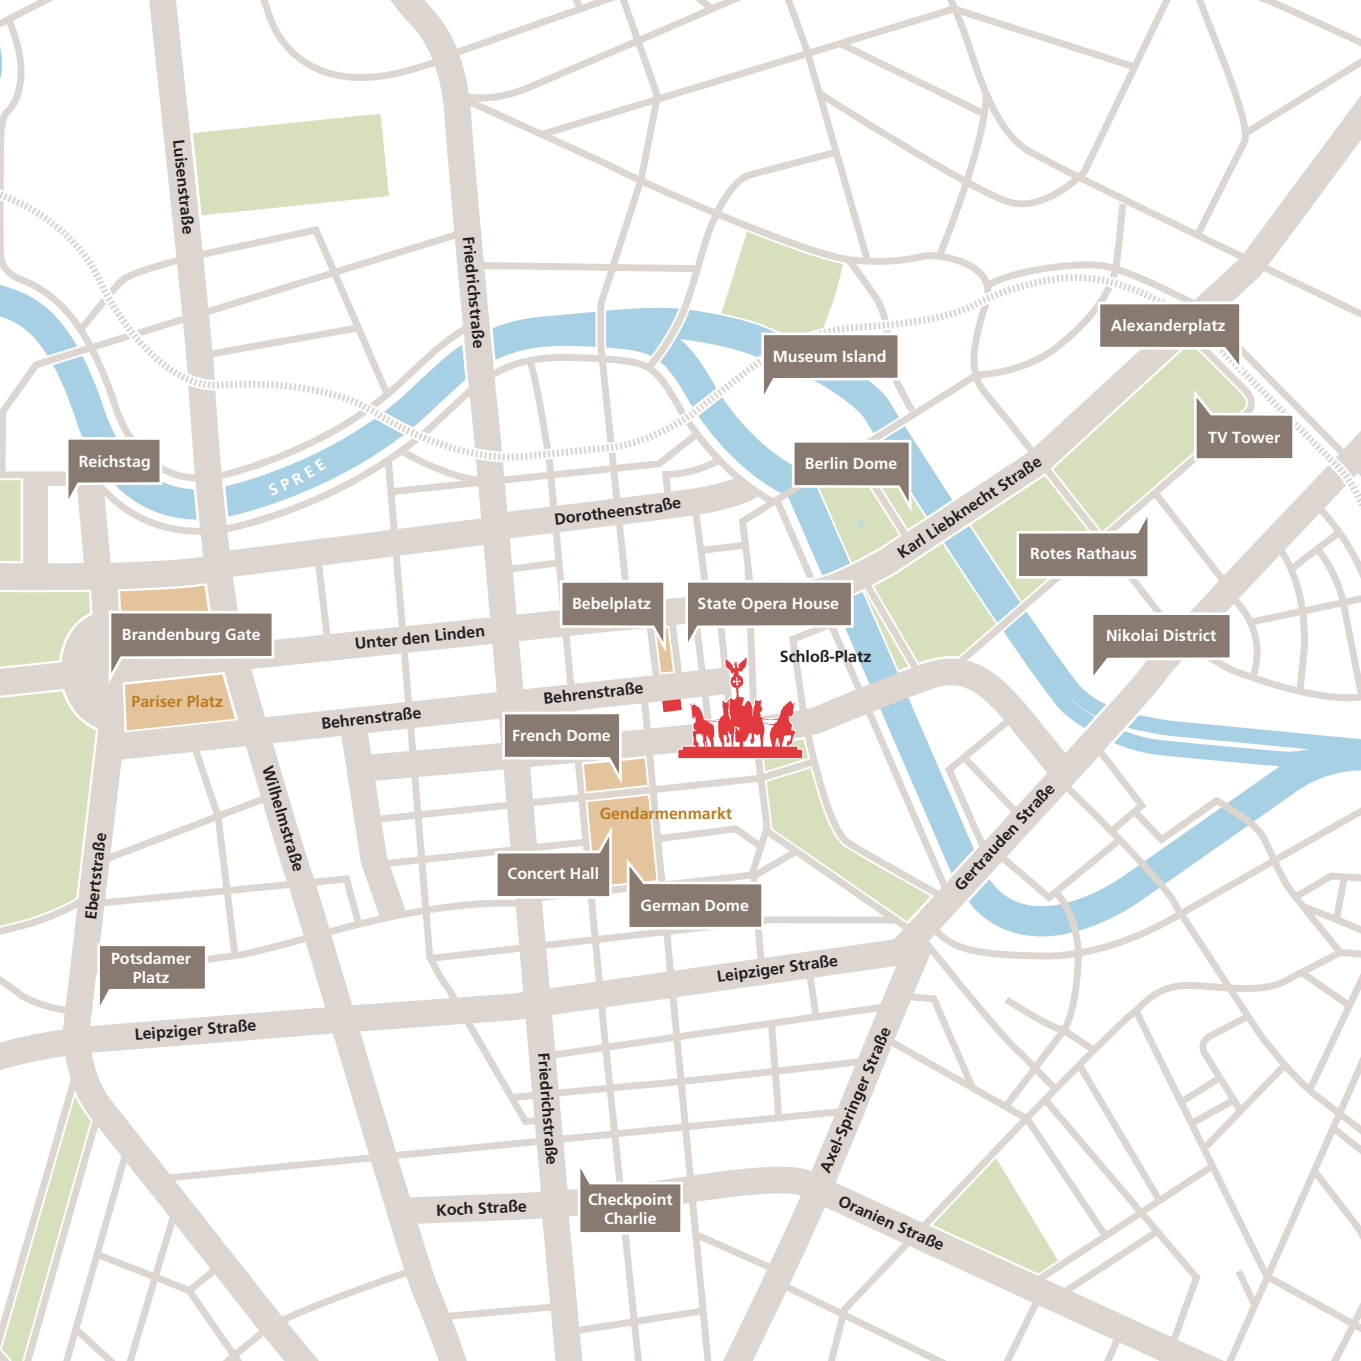 Luisenstraße
Friedrichstraße
Alexanderplatz
Museum Island
TV Tower
Reichstag
SPREE
Berlin Dome
Karl Liebknecht Straße
Dorotheenstraße
Rotes Rathaus
Bebelplatz
State Opera House
Brandenburg Gate
Unter den Linden
Nikolai District
Schloß-Platz
Pariser Platz
Behrenstraße
Behrenstraße
French Dome
Wilhelmstraße
Gendarmenmarkt
Gertrauden Straße
Ebertstraße
Concert Hall
German Dome
Potsdamer
Platz
Leipziger Straße
Leipziger Straße
Friedrichstraße
Axel-Springer Straße
Koch Straße
Checkpoint
Charlie
Oranien Straße